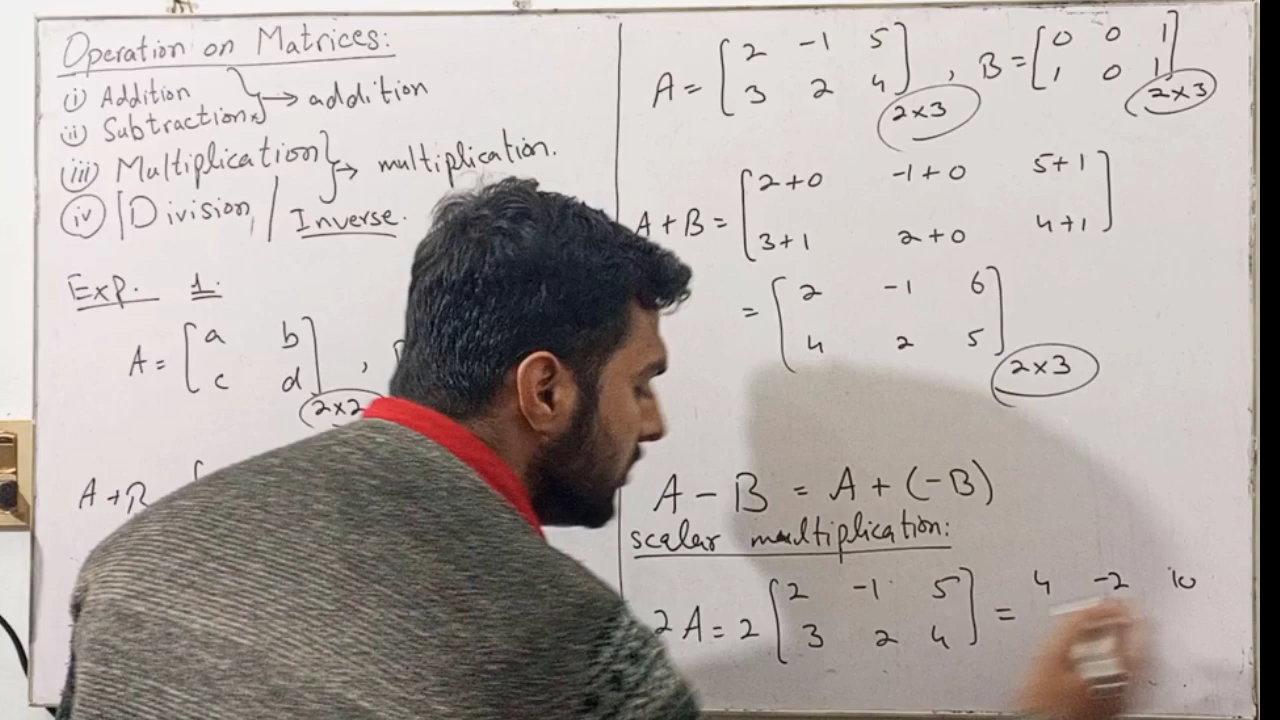 Operation on Matrices:
(i) Addition
(ii) Subtraction → addition
(iii) Multiplication → multiplication.
(iv) Division / Inverse.
Exp. 1.
A = [a b
c d] ,
2×2
A +
A = [2 -1 5
3 2 4] 2×3 , B = [0 0 1
1 0 1] 2×3
A + B = [2+0 -1+0 5+1
3+1 2+0 4+1]
= [2 -1 6
4 2 5] 2×3
A - B = A + (-B)
scalar multiplication:
2A = 2 [2 -1 5
3 2 4] = 4 -2 10